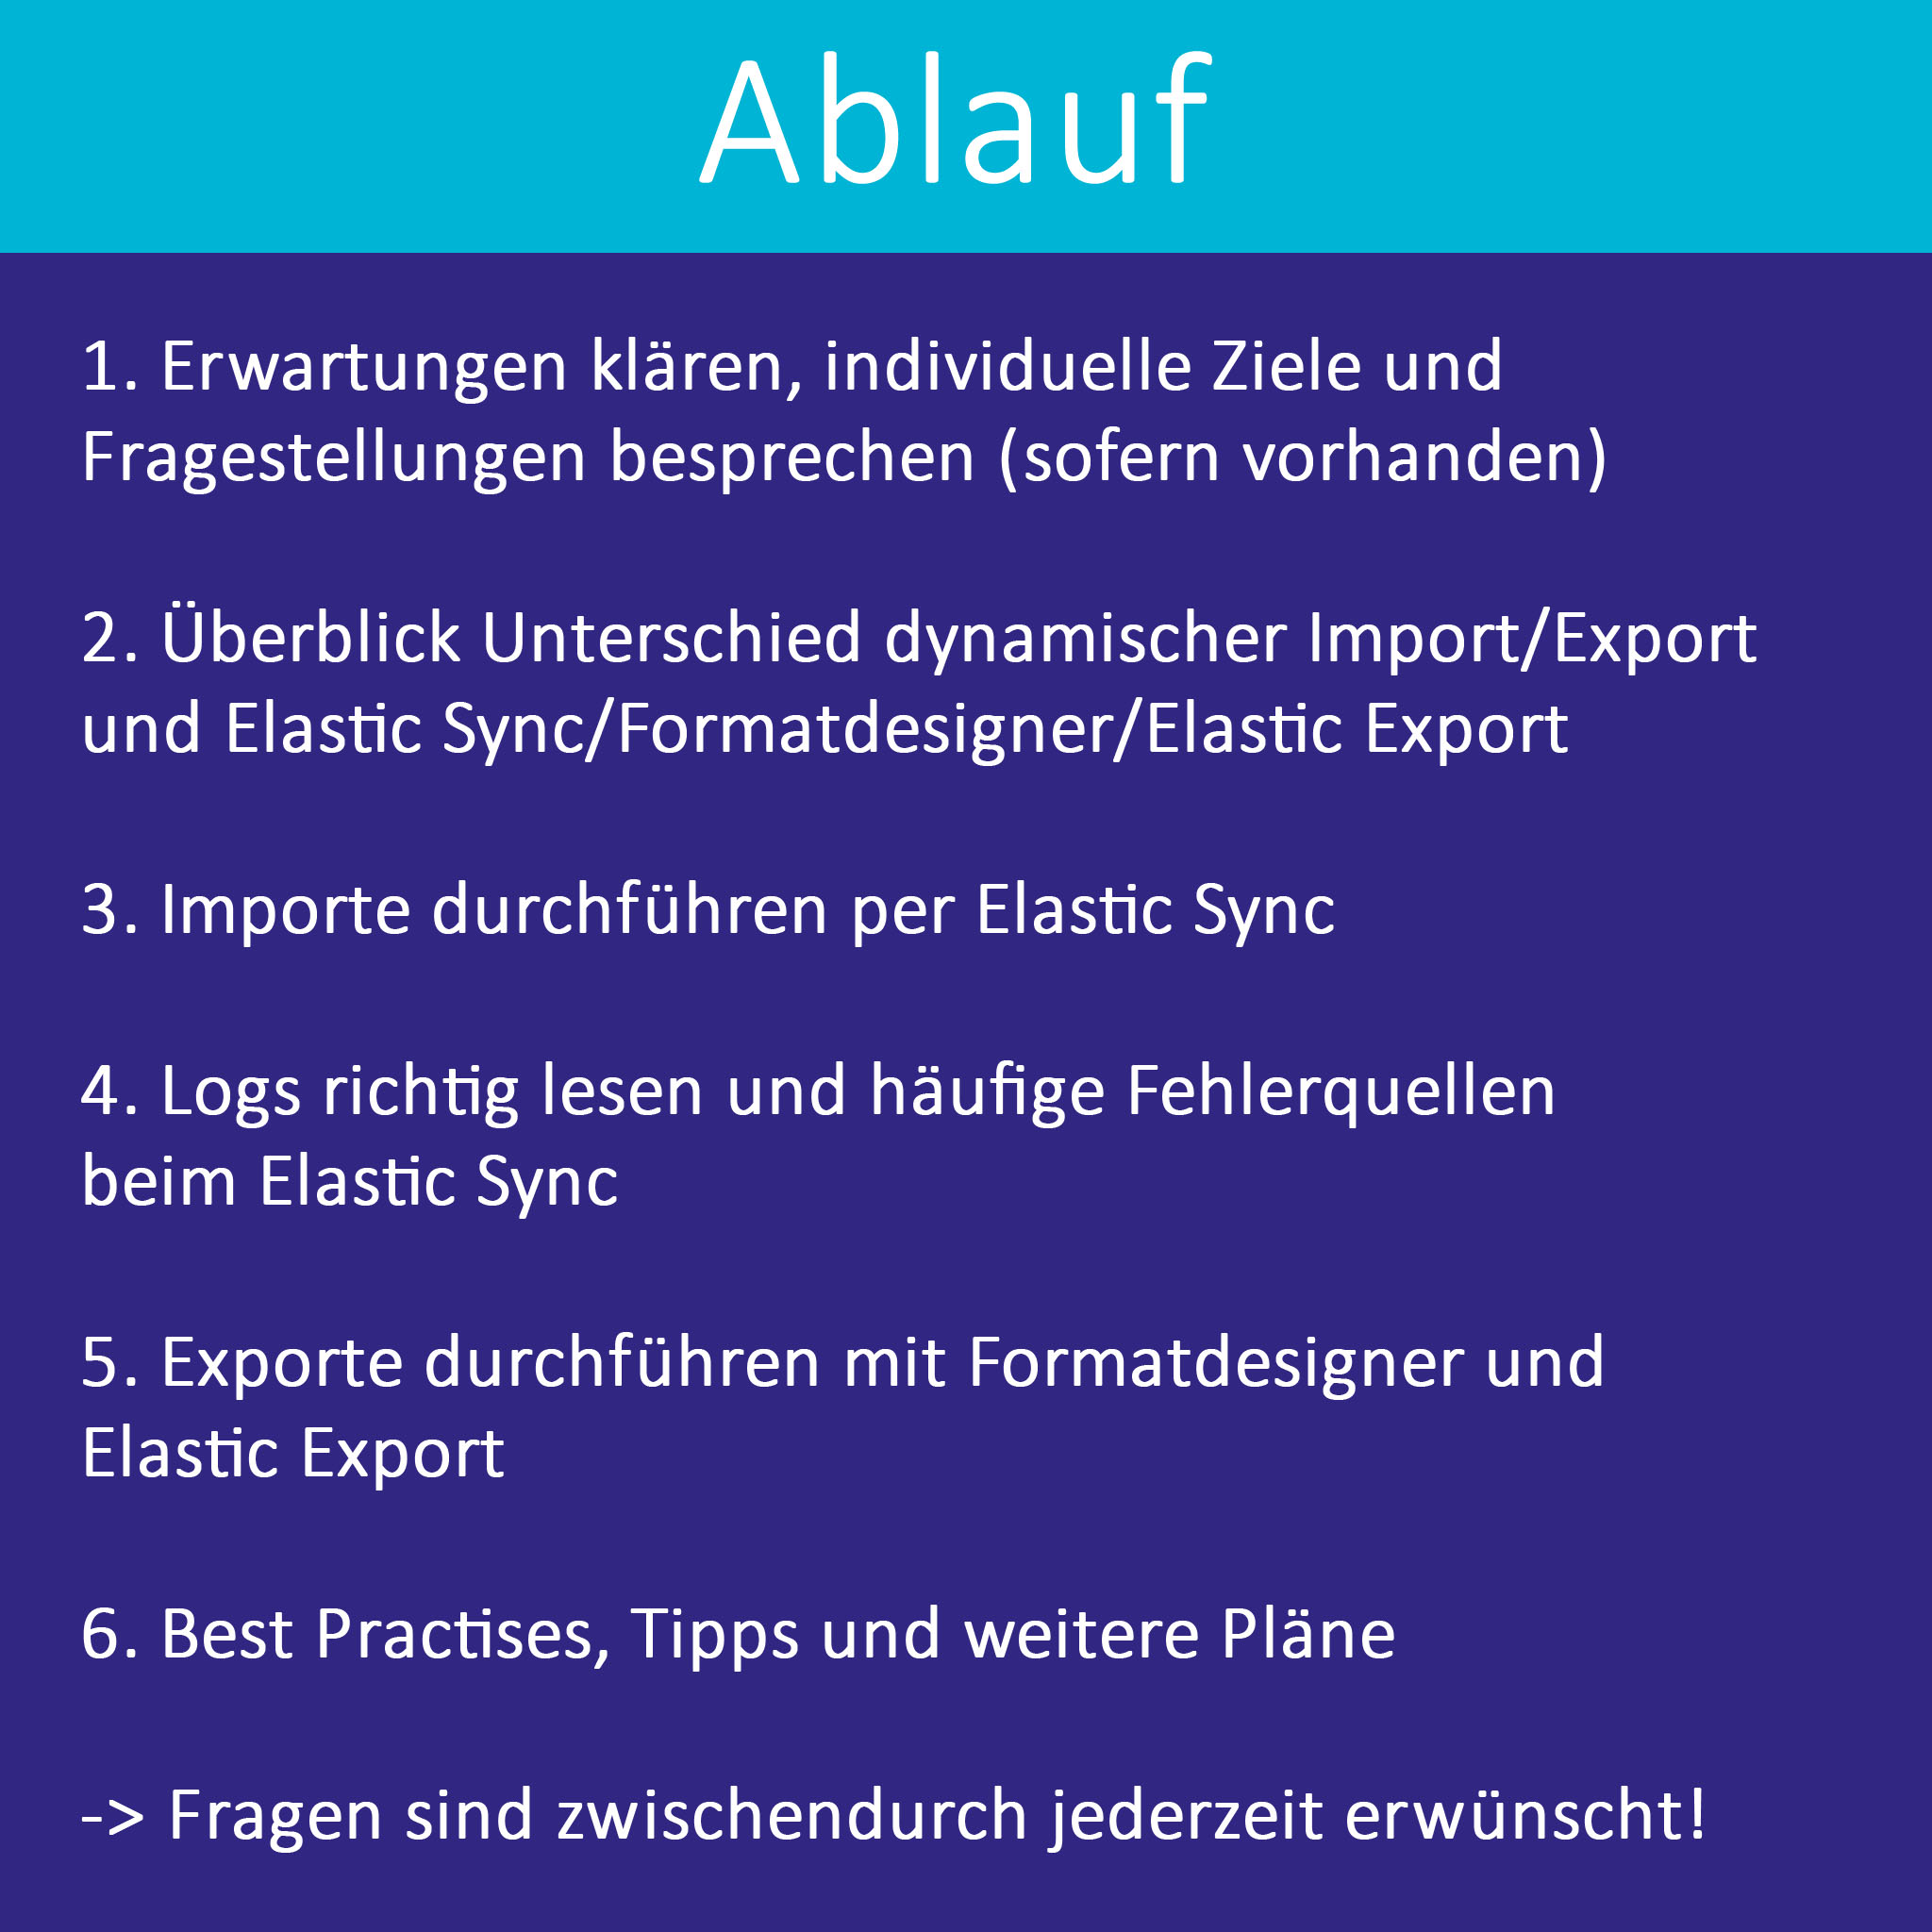 Ablauf
1. Erwartungen klären, individuelle Ziele und
Fragestellungen besprechen (sofern vorhanden)
2. Überblick Unterschied dynamischer Import/Export
und Elastic Sync/Formatdesigner/Elastic Export
3. Importe durchführen per Elastic Sync
4. Logs richtig lesen und häufige Fehlerquellen
beim Elastic Sync
5. Exporte durchführen mit Formatdesigner und
Elastic Export
6. Best Practises, Tipps und weitere Pläne
-> Fragen sind zwischendurch jederzeit erwünscht!